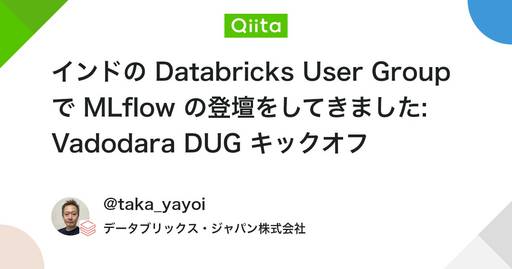 Qiita
インドの Databricks User Group
で MLflow の登壇をしてきました:
Vadodara DUG キックオフ
@taka_yayoi
データブリックス・ジャパン株式会社